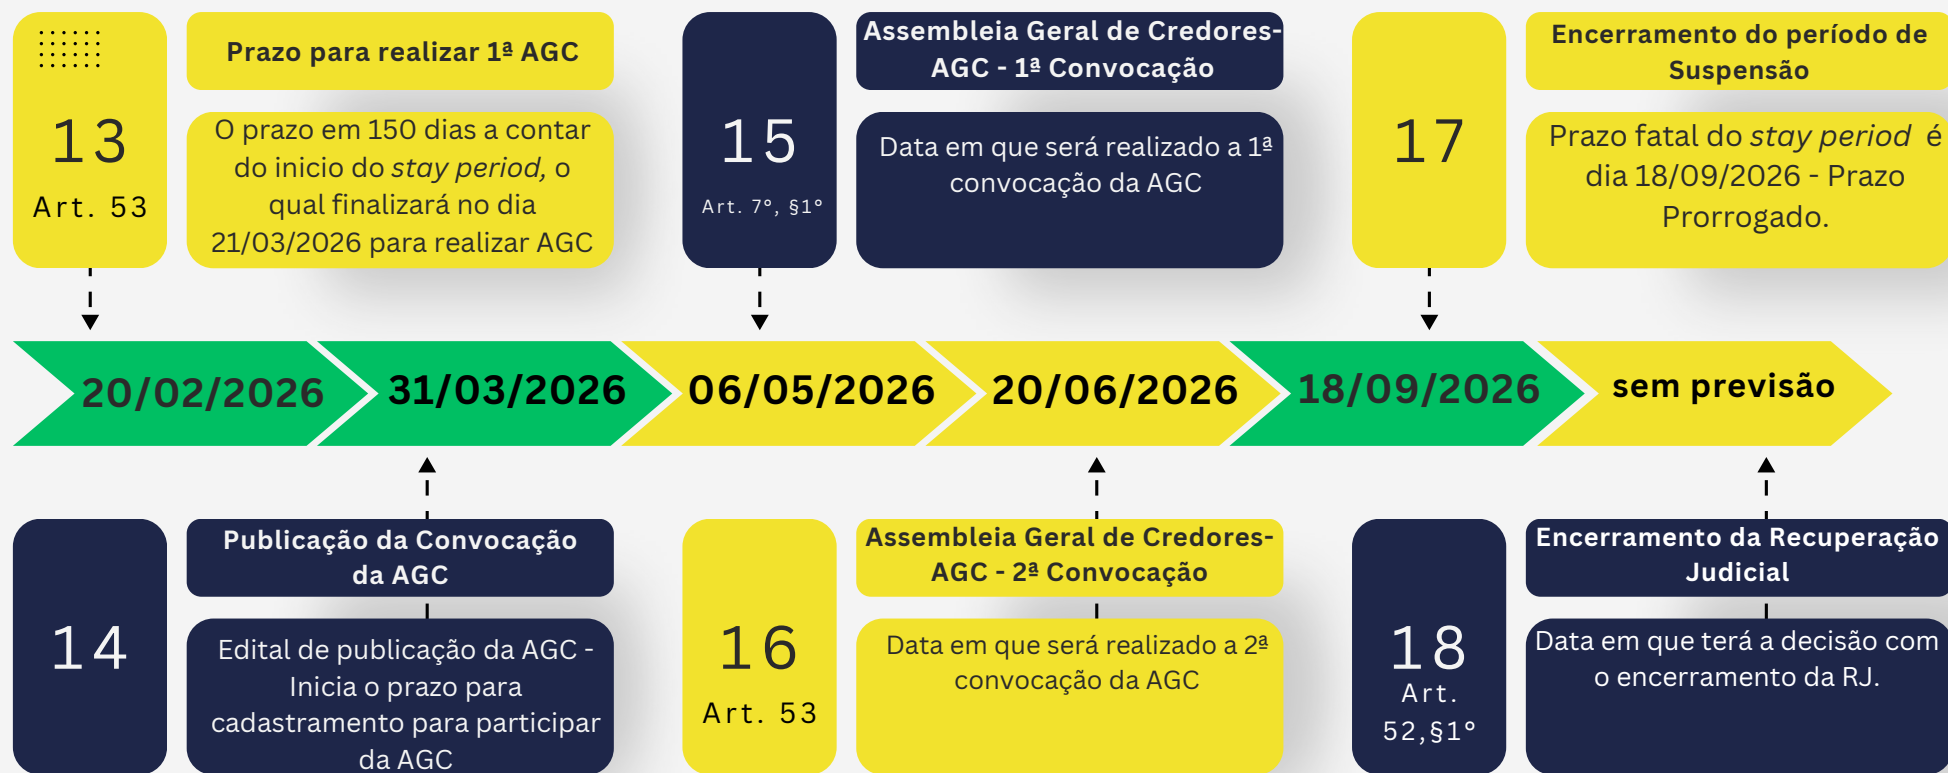 13
Art. 53
Prazo para realizar 1ª AGC
O prazo em 150 dias a contar
do inicio do stay period, o
qual finalizará no dia
21/03/2026 para realizar AGC
15
Art. 7º, §1º
Assembleia Geral de Credores-
AGC - 1ª Convocação
Data em que será realizado a 1ª
convocação da AGC
17
Encerramento do período de
Suspensão
Prazo fatal do stay period é
dia 18/09/2026 - Prazo
Prorrogado.
20/02/2026
31/03/2026
06/05/2026
20/06/2026
18/09/2026
sem previsão
14
Publicação da Convocação
da AGC
Edital de publicação da AGC -
Inicia o prazo para
cadastramento para participar
da AGC
16
Art. 53
Assembleia Geral de Credores-
AGC - 2ª Convocação
Data em que será realizado a 2ª
convocação da AGC
18
Art.
52,§1º
Encerramento da Recuperação
Judicial
Data em que terá a decisão com
o encerramento da RJ.